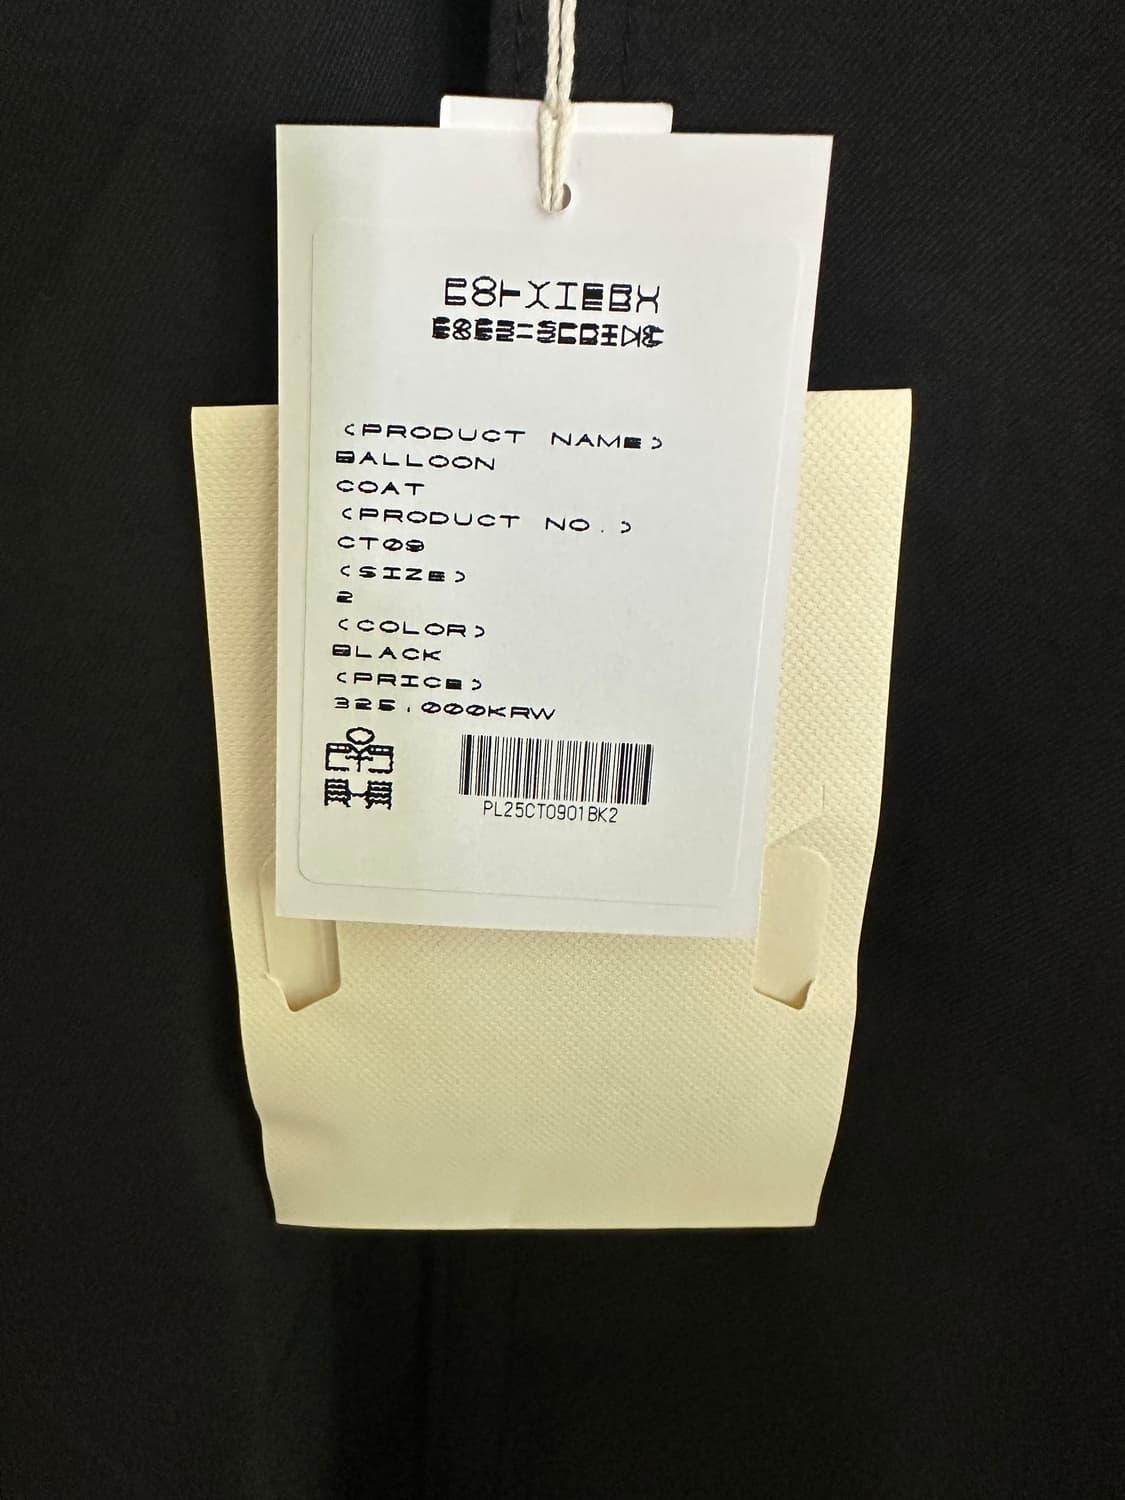 <PRODUCT NAME>
BALLOON
COAT
<PRODUCT NO.>
CT09
<SIZE>
2
<COLOR>
BLACK
<PRICE>
325,000KRW
PL25CT0901BK2